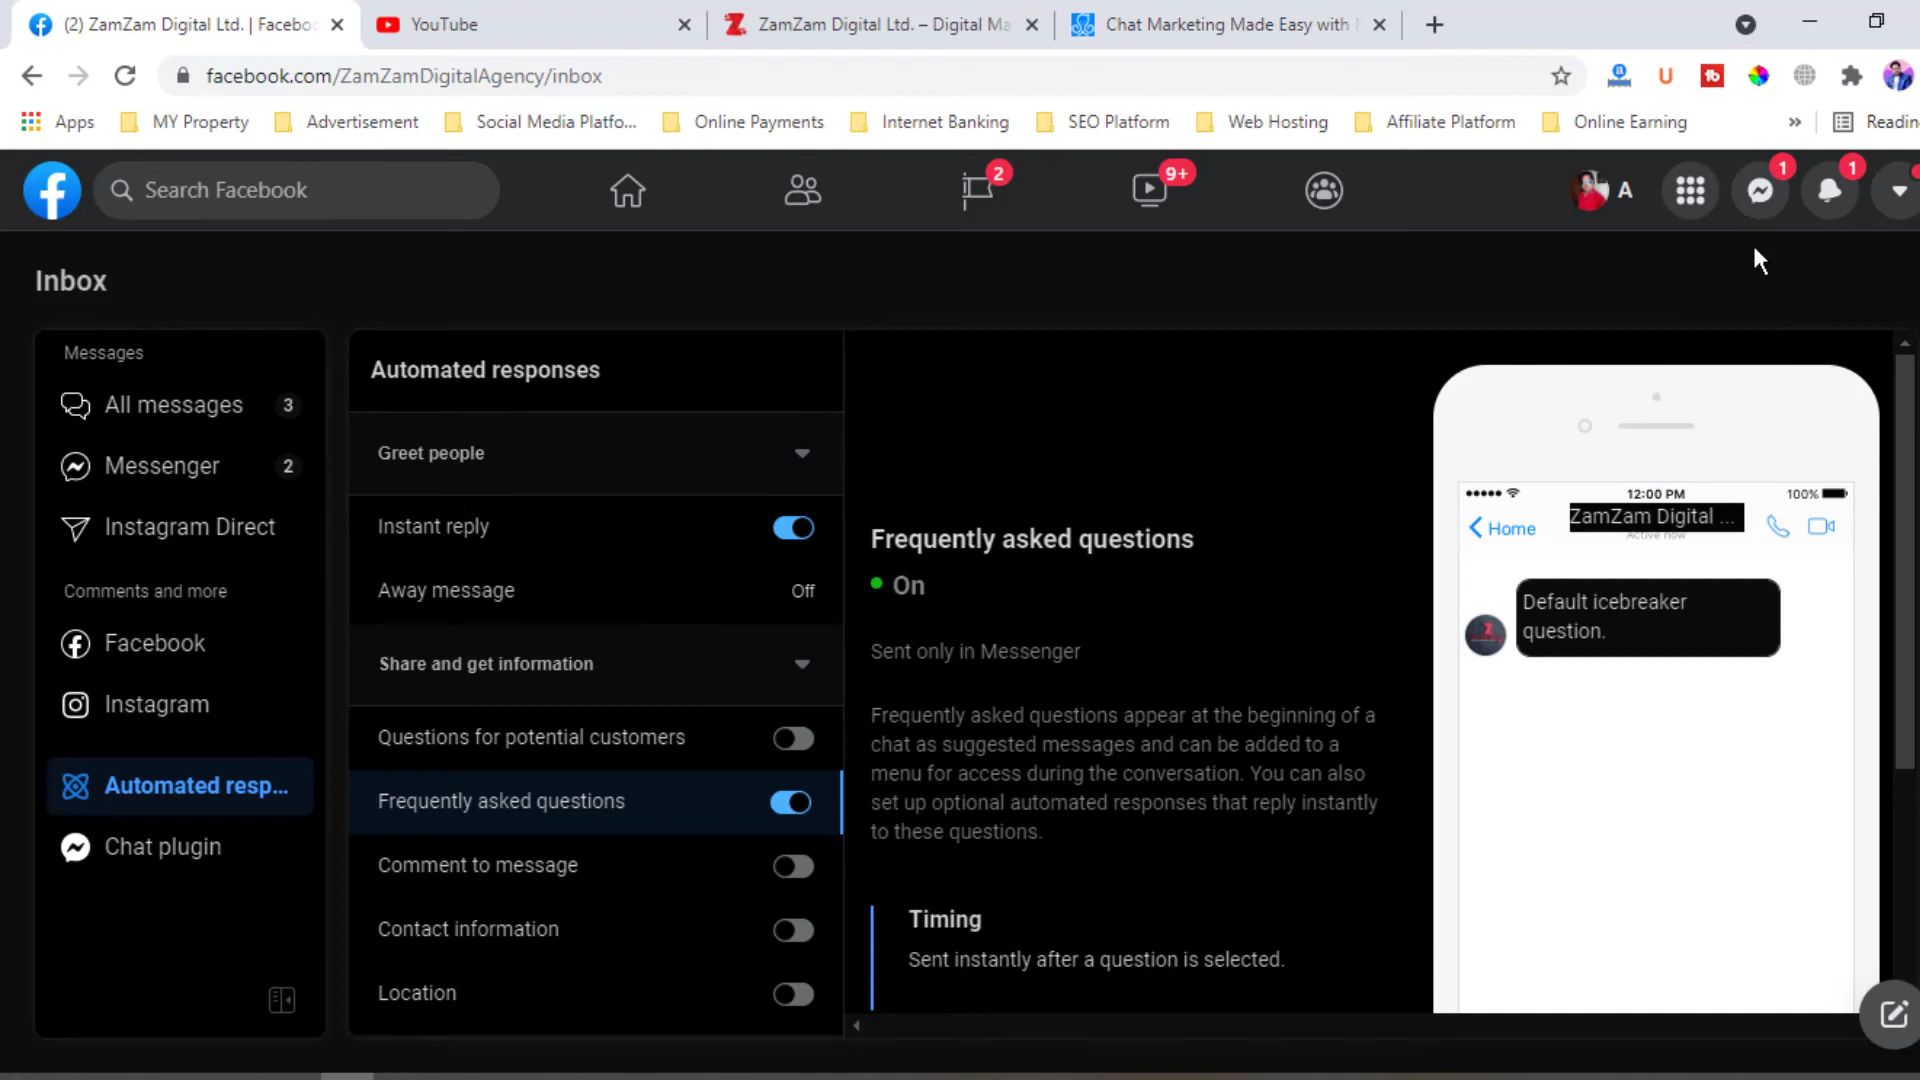 (2) ZamZam Digital Ltd. | Facebo
YouTube
ZamZam Digital Ltd. – Digital Ma
Chat Marketing Made Easy with
facebook.com/ZamZamDigitalAgency/inbox
Apps
MY Property
Advertisement
Social Media Platfo...
Online Payments
Internet Banking
SEO Platform
Web Hosting
Affiliate Platform
Online Earning
»
Readin
Search Facebook
2
9+
A
1
1
Inbox
Messages
All messages 3
Messenger 2
Instagram Direct
Comments and more
Facebook
Instagram
Automated resp...
Chat plugin
Automated responses
Greet people
Instant reply
Away message Off
Share and get information
Questions for potential customers
Frequently asked questions
Comment to message
Contact information
Location
Frequently asked questions
On
Sent only in Messenger
Frequently asked questions appear at the beginning of a
chat as suggested messages and can be added to a
menu for access during the conversation. You can also
set up optional automated responses that reply instantly
to these questions.
Timing
Sent instantly after a question is selected.
12:00 PM
100%
Home
ZamZam Digital ...
Active now
Default icebreaker
question.